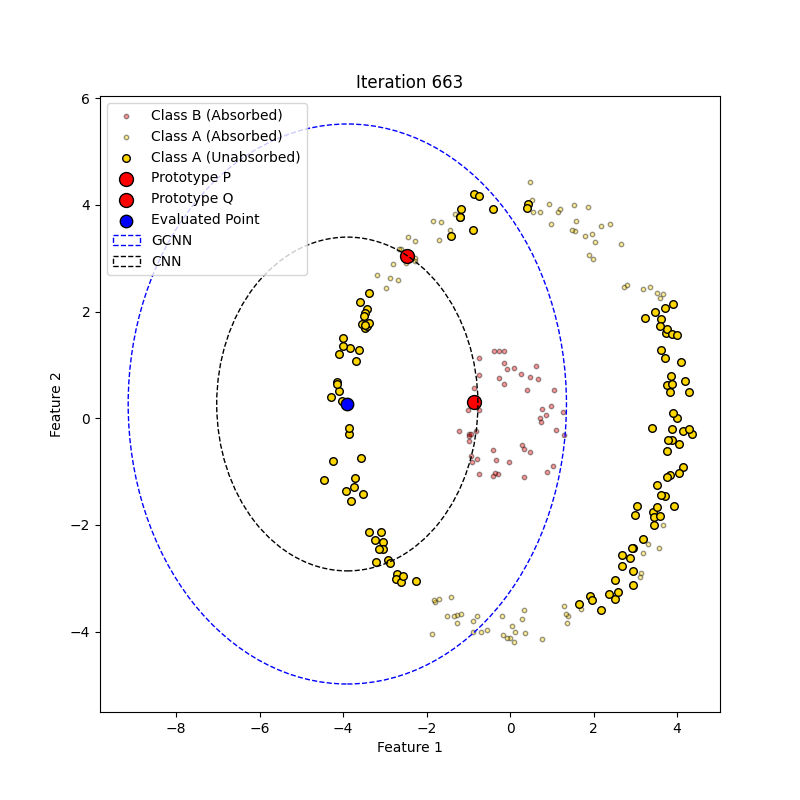 Iteration 663
Class B (Absorbed)
Class A (Absorbed)
Class A (Unabsorbed)
Prototype P
Prototype Q
Evaluated Point
GCNN
CNN
6
4
2
0
−2
−4
Feature 2
−8
−6
−4
−2
0
2
4
Feature 1